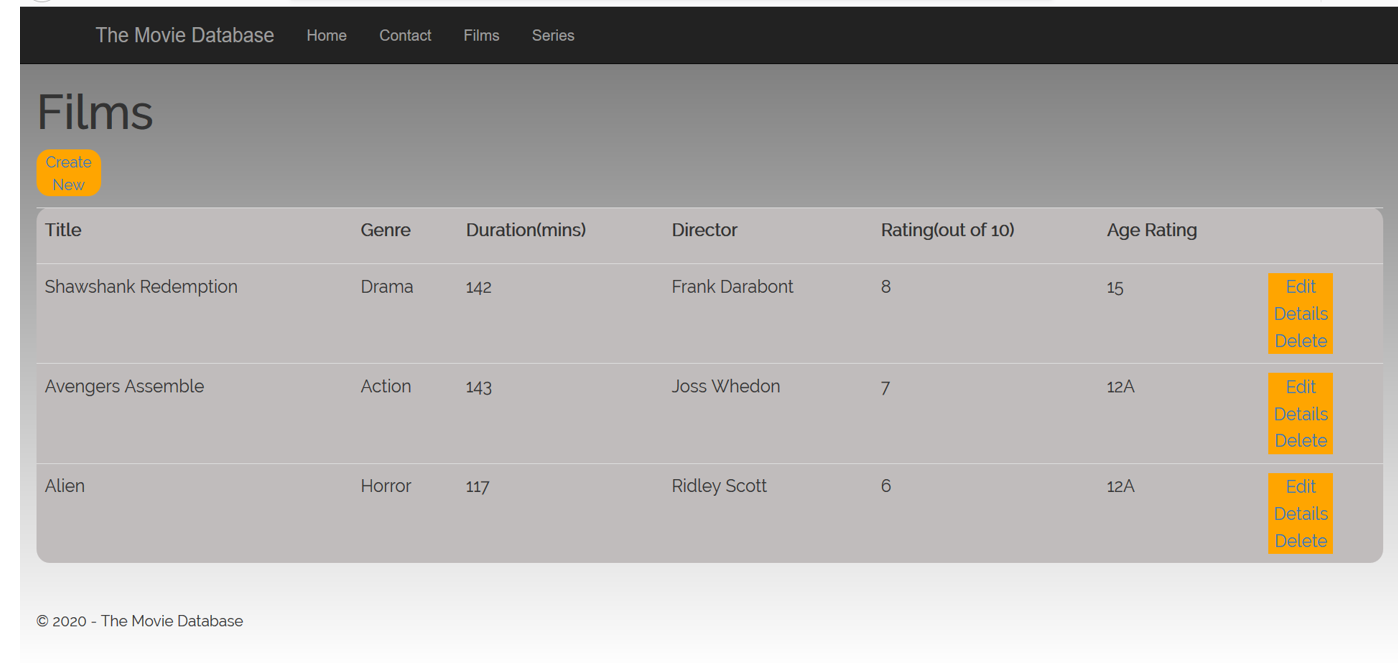 The Movie Database Home Contact Films Series
Films
Create
New
Title Genre Duration(mins) Director Rating(out of 10) Age Rating
Shawshank Redemption Drama 142 Frank Darabont 8 15 Edit
Details
Delete
Avengers Assemble Action 143 Joss Whedon 7 12A Edit
Details
Delete
Alien Horror 117 Ridley Scott 6 12A Edit
Details
Delete
© 2020 - The Movie Database